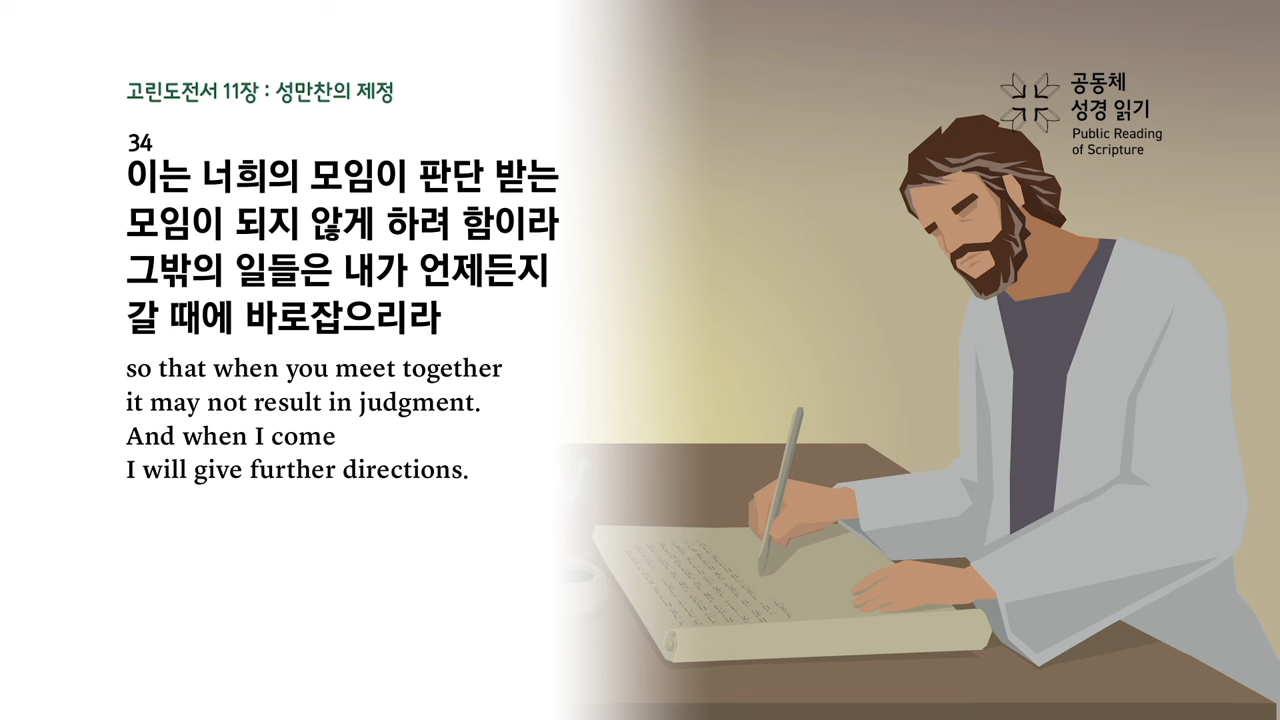 고린도전서 11장 : 성만찬의 제정
34
이는 너희의 모임이 판단 받는
모임이 되지 않게 하려 함이라
그밖의 일들은 내가 언제든지
갈 때에 바로잡으리라
so that when you meet together
it may not result in judgment.
And when I come
I will give further directions.
공동체
성경 읽기
Public Reading
of Scripture